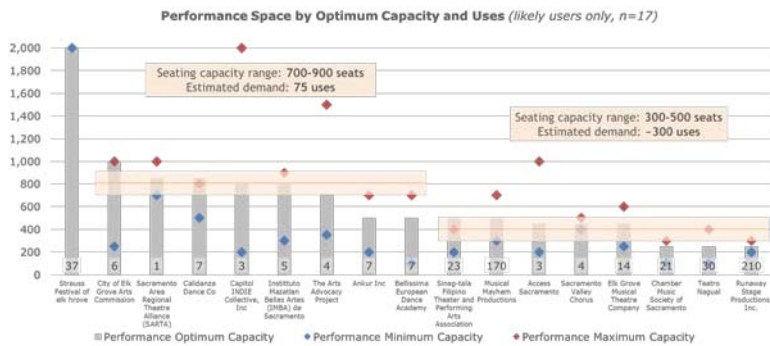 Performance Space by Optimum Capacity and Uses (likely users only, n=17)
2,000
1,800
1,600
1,400
1,200
1,000
800
600
400
200
0
Seating capacity range: 700-900 seats
Estimated demand: 75 uses
Seating capacity range: 300-500 seats
Estimated demand: ~300 uses
37 6 1 7 3 5 4 7 7 23 170 3 4 14 21 30 210
Strauss Festival of elk hrove
City of Elk Grove Arts Commission
Sacramento Area Regional Theatre Alliance (SARTA)
Calidanza Dance Co
Capitol INDIE Collective, Inc
Instituto Mazatlan Bellas Artes (IMBA) de Sacramento
The Arts Advocacy Project
Ankur Inc
Bellissima European Dance Academy
Sinag-tala Filipino Theater and Performing Arts Association
Musical Mayhem Productions
Access Sacramento
Sacramento Valley Chorus
Elk Grove Musical Theatre Company
Chamber Music Society of Sacramento
Teatro Nagual
Runaway Stage Productions Inc.
Performance Optimum Capacity
Performance Minimum Capacity
Performance Maximum Capacity